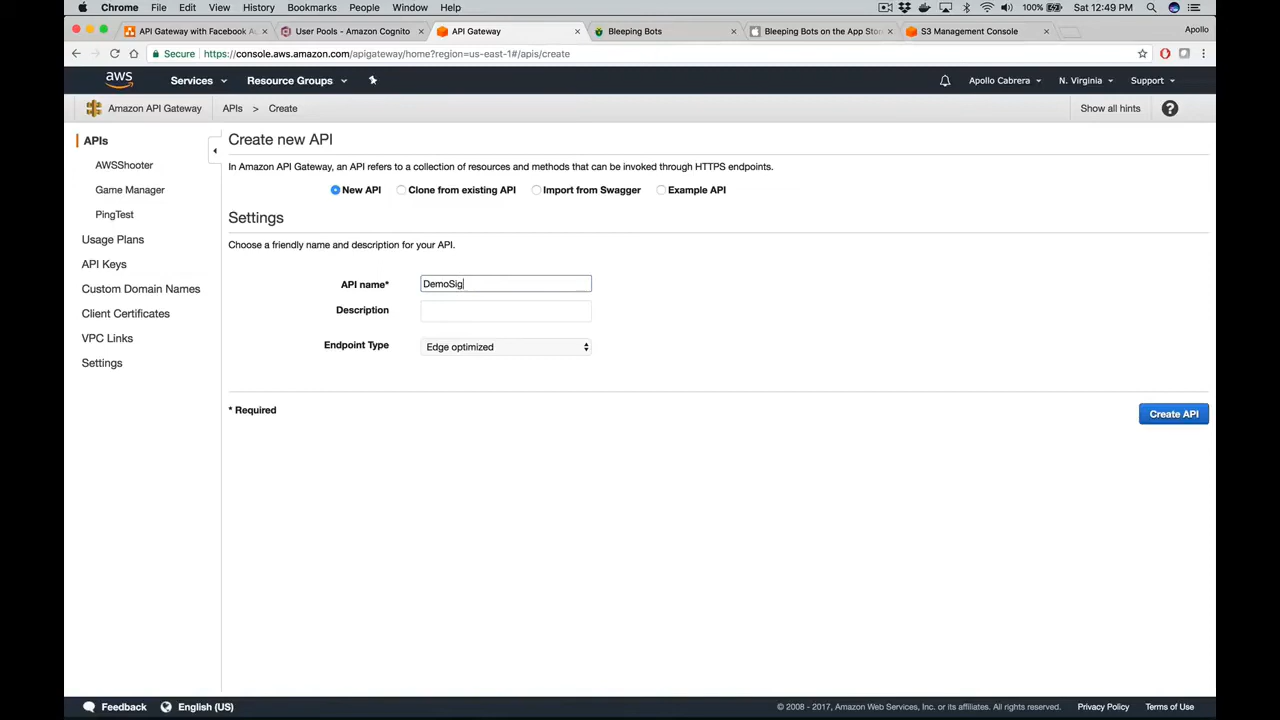 Chrome File Edit View History Bookmarks People Window Help 100% Sat 12:49 PM
API Gateway with Facebook Au × User Pools - Amazon Cognito × API Gateway × Bleeping Bots × Bleeping Bots on the App Stor × S3 Management Console × Apollo
Secure https://console.aws.amazon.com/apigateway/home?region=us-east-1#/apis/create
aws Services Resource Groups Apollo Cabrera N. Virginia Support
Amazon API Gateway APIs > Create Show all hints ?
APIs
AWSShooter
Game Manager
PingTest
Usage Plans
API Keys
Custom Domain Names
Client Certificates
VPC Links
Settings
Create new API
In Amazon API Gateway, an API refers to a collection of resources and methods that can be invoked through HTTPS endpoints.
New API Clone from existing API Import from Swagger Example API
Settings
Choose a friendly name and description for your API.
API name* DemoSig
Description
Endpoint Type Edge optimized
* Required Create API
Feedback English (US) © 2008 - 2017, Amazon Web Services, Inc. or its affiliates. All rights reserved. Privacy Policy Terms of Use